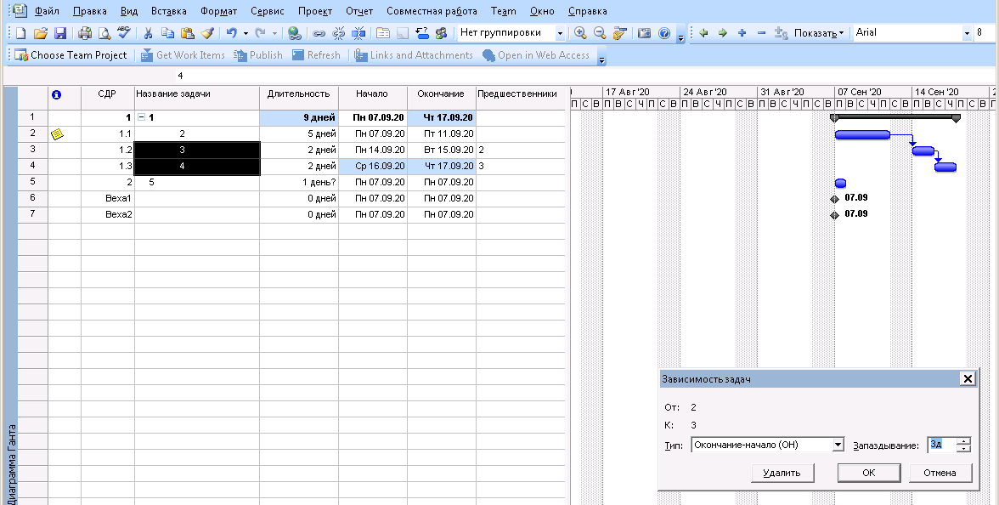 Файл Правка Вид Вставка Формат Сервис Проект Отчет Совместная работа Team Окно Справка
Нет группировки Показать Arial 8
Choose Team Project Get Work Items Publish Refresh Links and Attachments Open in Web Access
4
СДР Название задачи Длительность Начало Окончание Предшественники
17 Авг '20 24 Авг '20 31 Авг '20 07 Сен '20 14 Сен '20
П С В П В С Ч П С В П В С Ч П С В П В С Ч П С В П В С Ч П С В П В С Ч П С В
1 1 1 9 дней Пн 07.09.20 Чт 17.09.20
2 1.1 2 5 дней Пн 07.09.20 Пт 11.09.20
3 1.2 3 2 дней Пн 14.09.20 Вт 15.09.20 2
4 1.3 4 2 дней Ср 16.09.20 Чт 17.09.20 3
5 2 5 1 день? Пн 07.09.20 Пн 07.09.20
6 Веха1 0 дней Пн 07.09.20 Пн 07.09.20 07.09
7 Веха2 0 дней Пн 07.09.20 Пн 07.09.20 07.09
Диаграмма Ганта
Зависимость задач
От: 2
К: 3
Тип: Окончание-начало (ОН) Запаздывание: 3д
Удалить ОК Отмена